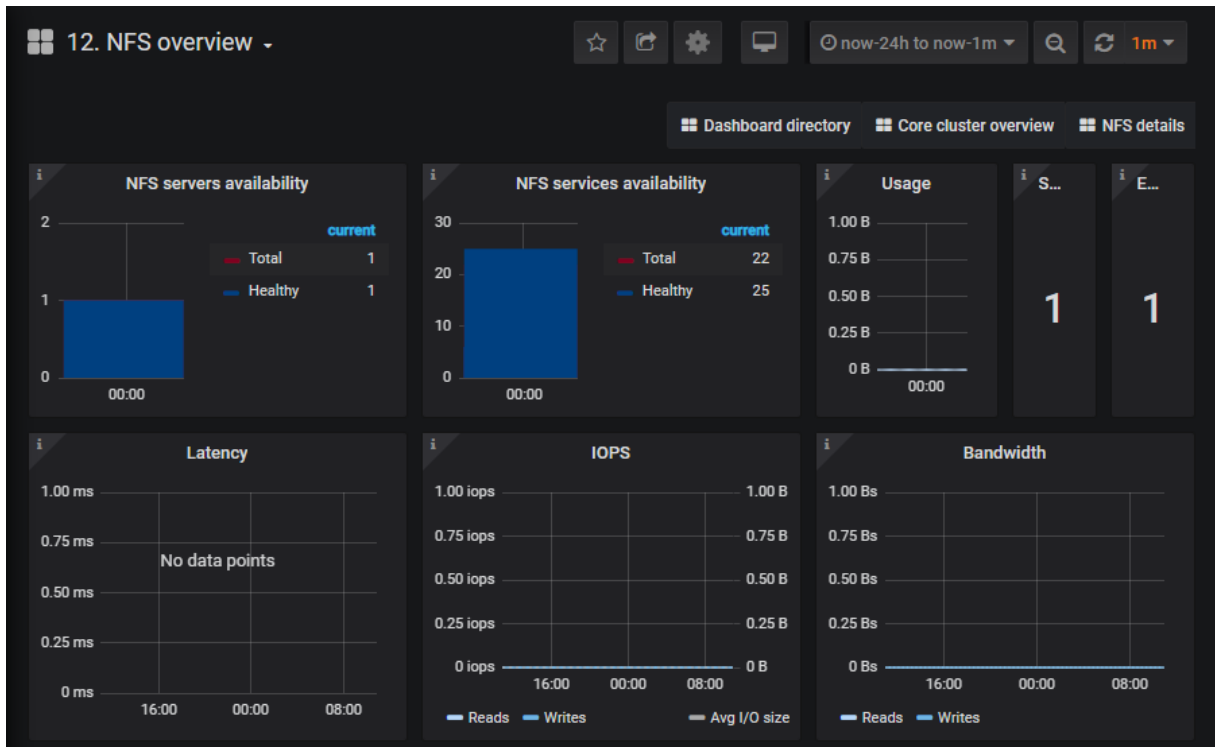 12. NFS overview
now-24h to now-1m
1m
Dashboard directory
Core cluster overview
NFS details
NFS servers availability
2
1
0
00:00
current
Total 1
Healthy 1
NFS services availability
30
20
10
0
00:00
current
Total 22
Healthy 25
Usage
1.00 B
0.75 B
0.50 B
0.25 B
0 B
00:00
S...
1
E...
1
Latency
1.00 ms
0.75 ms
No data points
0.50 ms
0.25 ms
0 ms
16:00 00:00 08:00
IOPS
1.00 iops 1.00 B
0.75 iops 0.75 B
0.50 iops 0.50 B
0.25 iops 0.25 B
0 iops 0 B
16:00 00:00 08:00
Reads Writes Avg I/O size
Bandwidth
1.00 Bs
0.75 Bs
0.50 Bs
0.25 Bs
0 Bs
16:00 00:00 08:00
Reads Writes